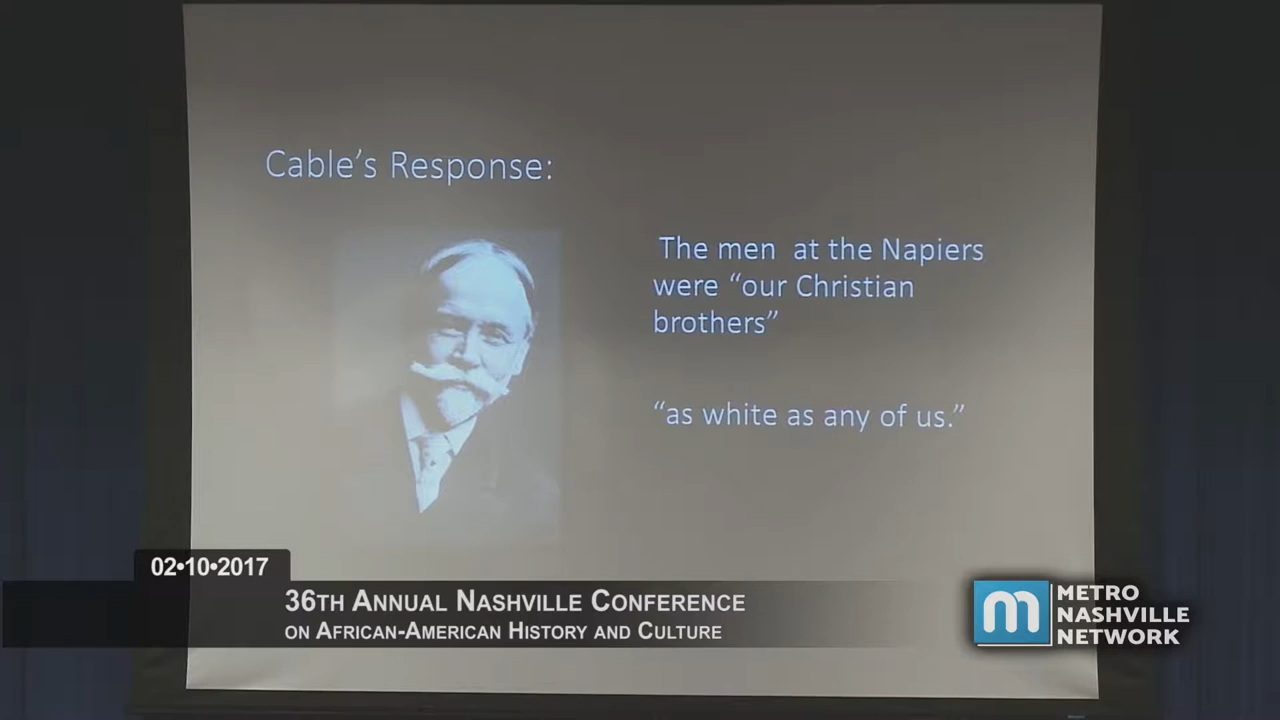 Cable’s Response:
The men at the Napiers
were “our Christian
brothers”
“as white as any of us.”
02•10•2017
36TH ANNUAL NASHVILLE CONFERENCE
ON AFRICAN-AMERICAN HISTORY AND CULTURE
m
METRO
NASHVILLE
NETWORK